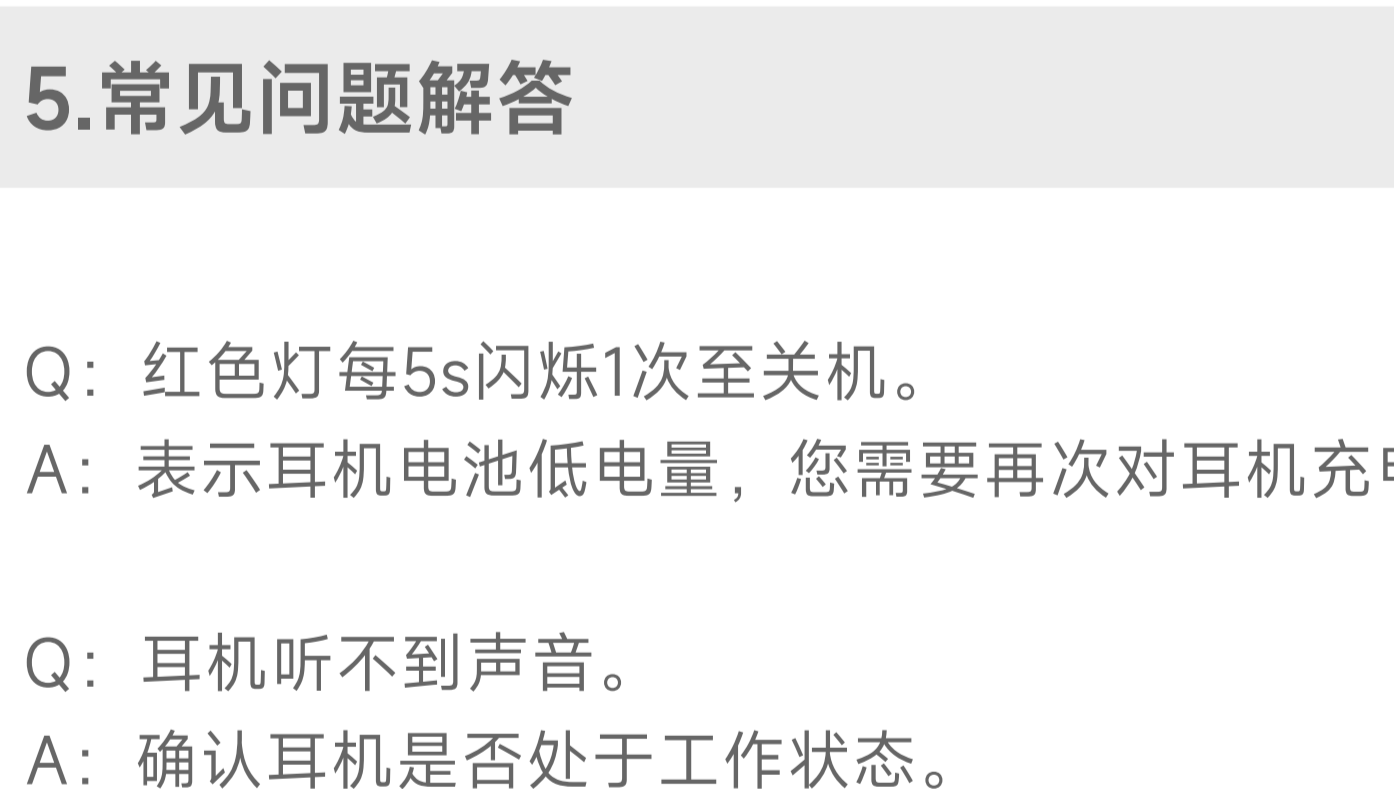 5.常见问题解答
Q：红色灯每5s闪烁1次至关机。
A：表示耳机电池低电量，您需要再次对耳机充
Q：耳机听不到声音。
A：确认耳机是否处于工作状态。